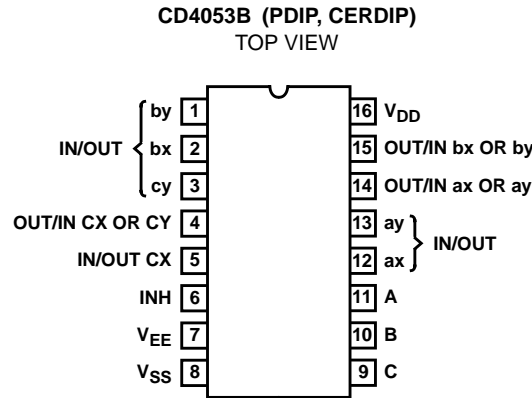 CD4053B (PDIP, CERDIP)
TOP VIEW
by 1
bx 2
cy 3
IN/OUT
OUT/IN CX OR CY 4
IN/OUT CX 5
INH 6
VEE 7
VSS 8
16 VDD
15 OUT/IN bx OR by
14 OUT/IN ax OR ay
13 ay
12 ax
IN/OUT
11 A
10 B
9 C